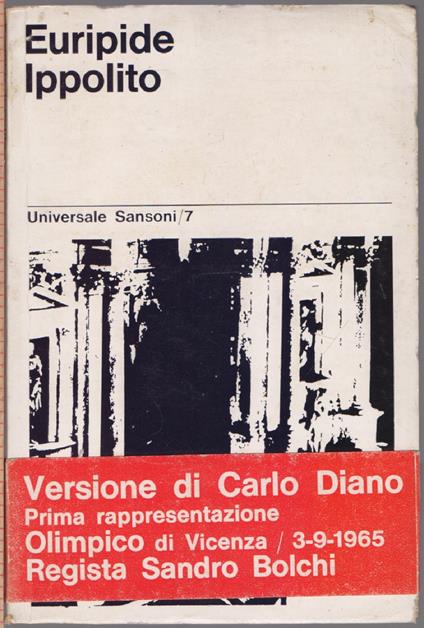 Euripide
Ippolito
Universale Sansoni/7
Versione di Carlo Diano
Prima rappresentazione
Olimpico di Vicenza / 3-9-1965
Regista Sandro Bolchi